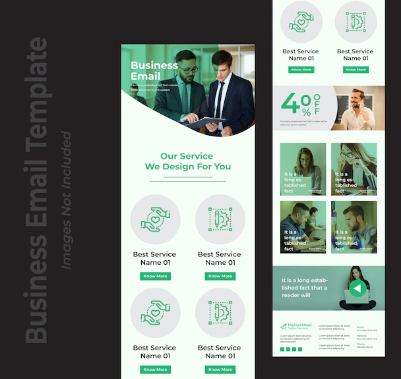 Business Email Template
Images Not Included
Business
Email
Our Service
We Design For You
Best Service
Name 01
Know More
Best Service
Name 01
Know More
Best Service
Name 01
Know More
Best Service
Name 01
Know More
Best Service
Name 01
Know More
Best Service
Name 01
Know More
40%
OFF
It is a
long es
tablished
fact
It is a
long es
tablished
fact
It is a
long es
tablished
fact
It is a
long es
tablished
fact
It is a long estab-
lished fact that a
reader will